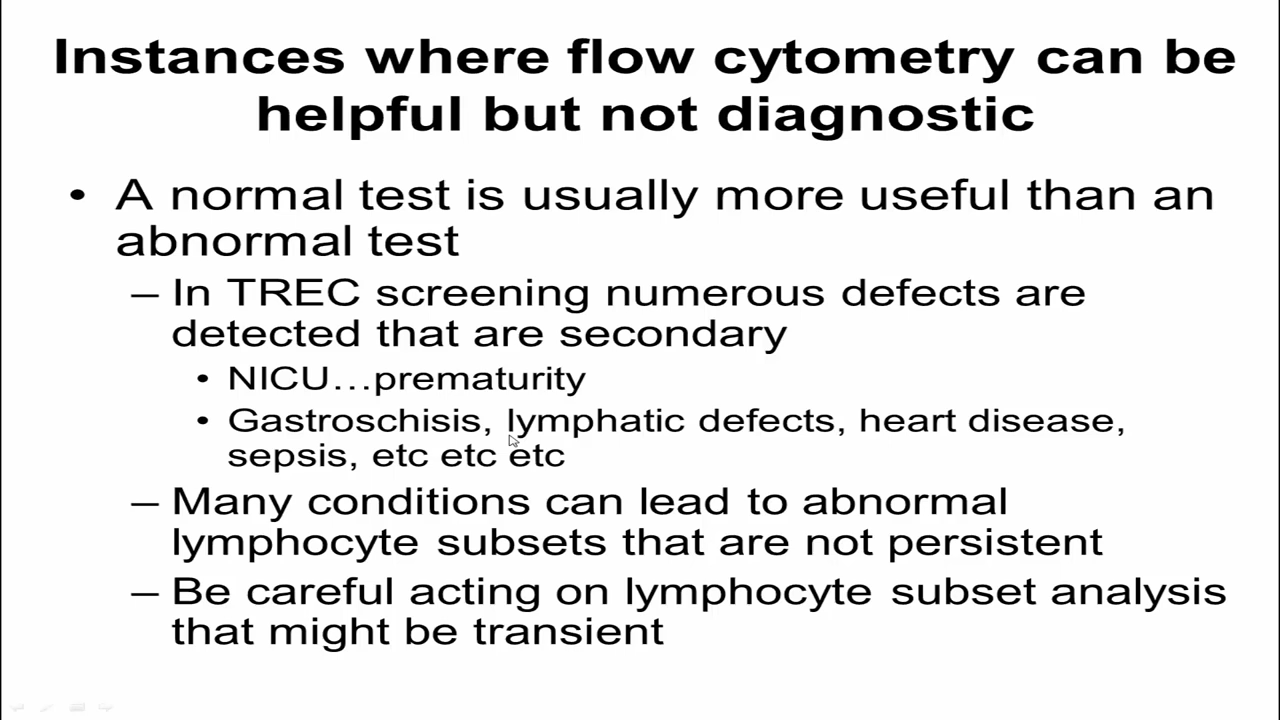 Instances where flow cytometry can be
helpful but not diagnostic
• A normal test is usually more useful than an
abnormal test
– In TREC screening numerous defects are
detected that are secondary
• NICU…prematurity
• Gastroschisis, lymphatic defects, heart disease,
sepsis, etc etc etc
– Many conditions can lead to abnormal
lymphocyte subsets that are not persistent
– Be careful acting on lymphocyte subset analysis
that might be transient